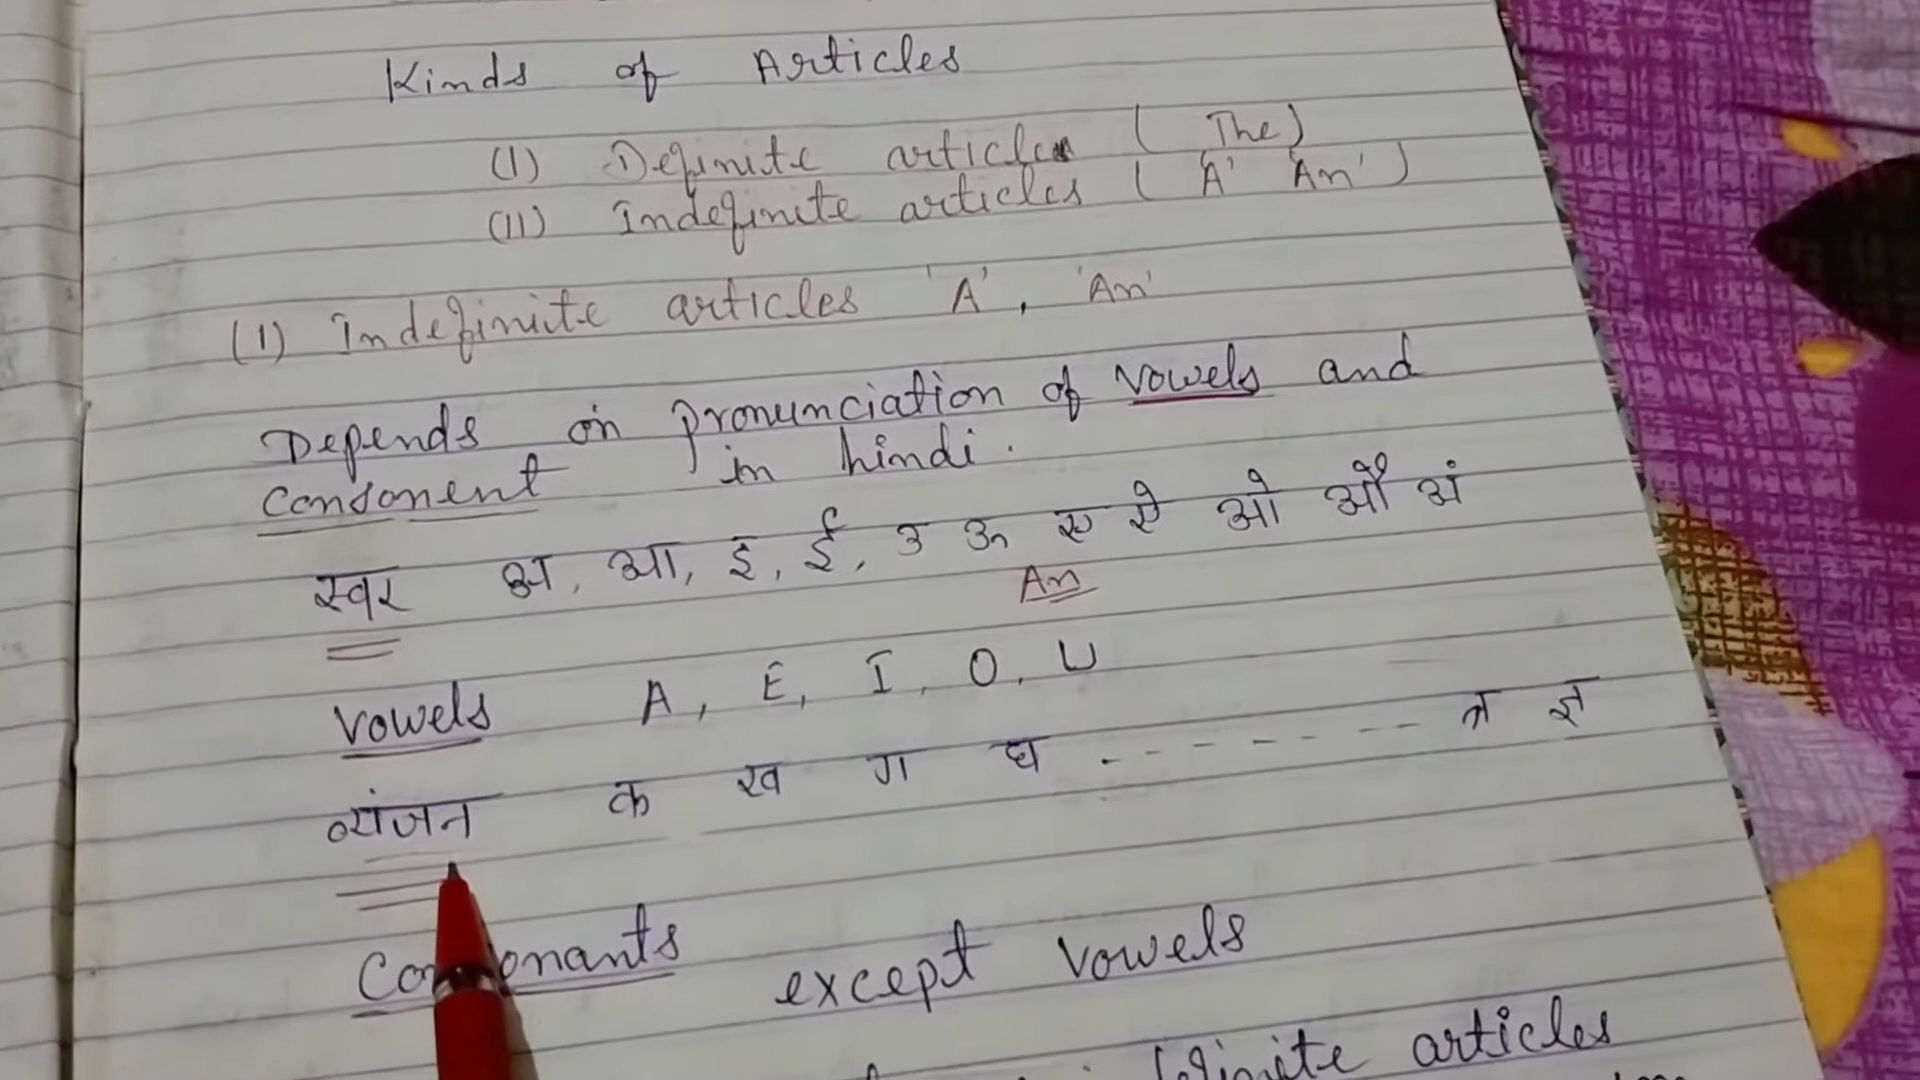 Kinds of Articles
(I) Definite articles ( The )
(II) Indefinite articles ( 'A' 'An' )
(1) Indefinite articles 'A', 'An'
Depends on pronunciation of vowels and
consonent in hindi.
स्वर अ, आ, इ, ई, उ ऊ ए ऐ ओ औ अं
An
Vowels A, E, I, O, U
व्यंजन क ख ग घ - - - - - - - त्र ज्ञ
Consonants except vowels
articles